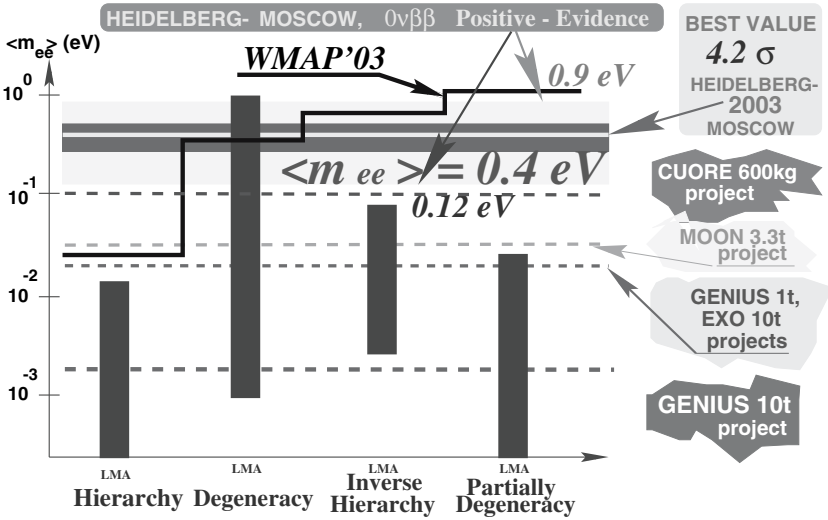 HEIDELBERG- MOSCOW, 0νββ Positive - Evidence
<m_ee> (eV)
WMAP'03
0.9 eV
BEST VALUE
4.2 σ
HEIDELBERG-
2003
MOSCOW
10^0
<m ee > = 0.4 eV
10^-1
0.12 eV
CUORE 600kg
project
MOON 3.3t
project
10^-2
GENIUS 1t,
EXO 10t
projects
10^-3
GENIUS 10t
project
LMA LMA LMA LMA
Hierarchy Degeneracy Inverse Hierarchy Partially Degeneracy